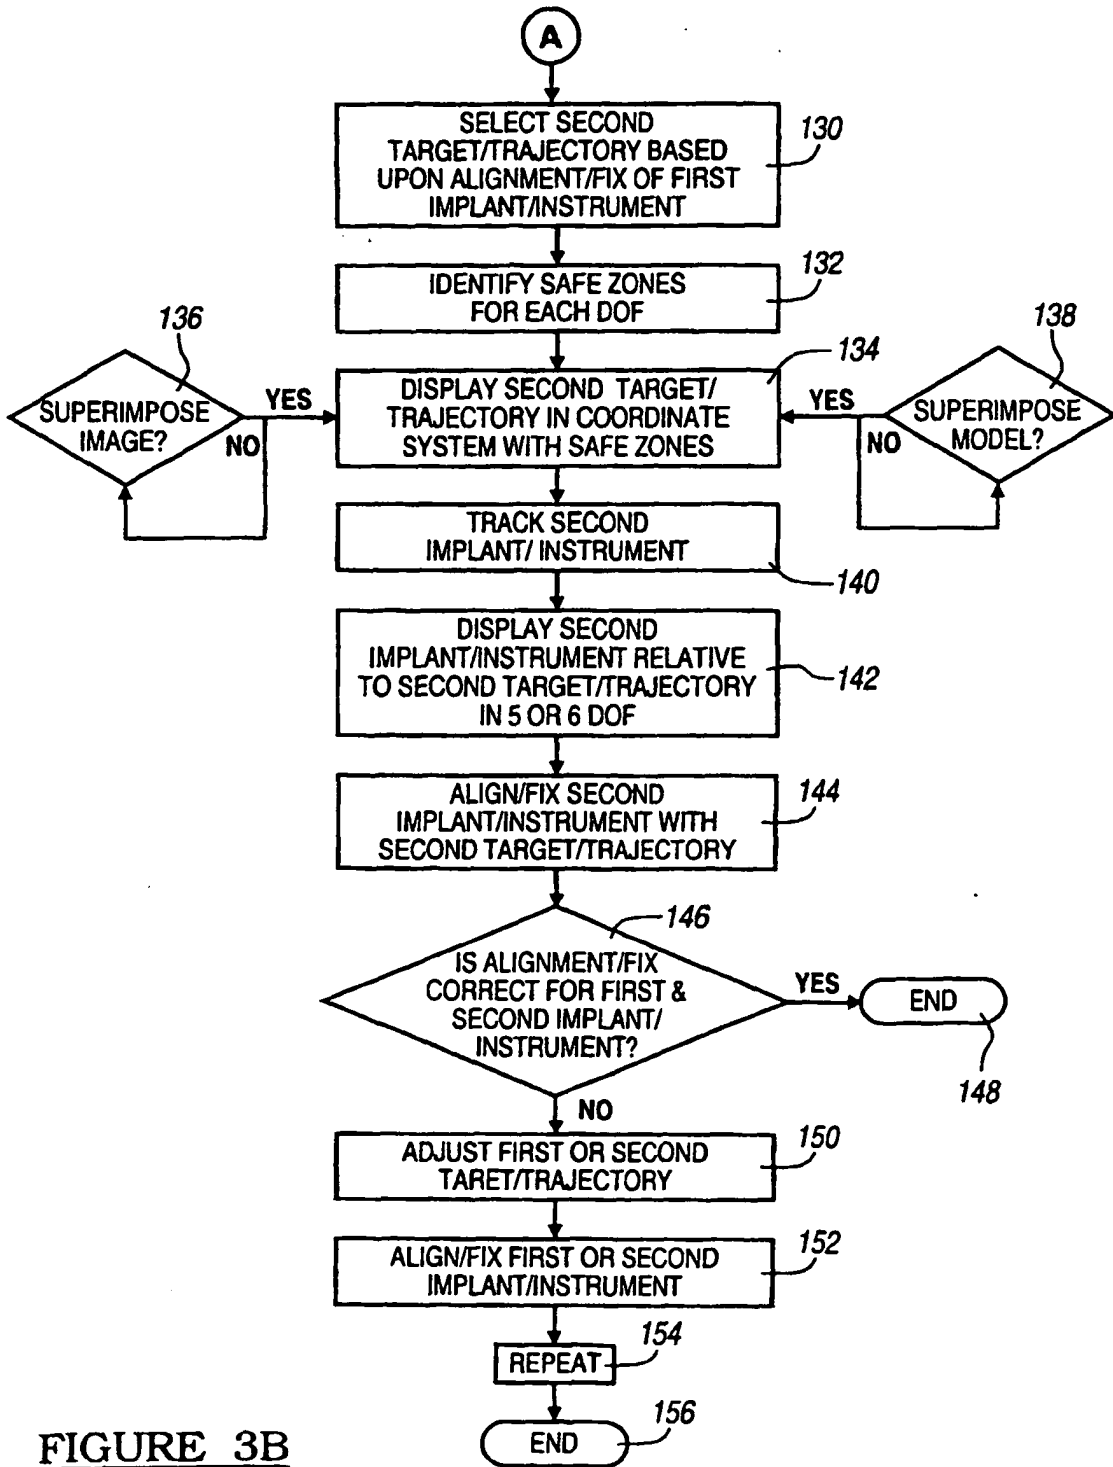 A
SELECT SECOND
TARGET/TRAJECTORY BASED
UPON ALIGNMENT/FIX OF FIRST
IMPLANT/INSTRUMENT
130
IDENTIFY SAFE ZONES
FOR EACH DOF
132
136
SUPERIMPOSE
IMAGE?
YES
NO
134
DISPLAY SECOND TARGET/
TRAJECTORY IN COORDINATE
SYSTEM WITH SAFE ZONES
138
SUPERIMPOSE
MODEL?
YES
NO
TRACK SECOND
IMPLANT/ INSTRUMENT
140
DISPLAY SECOND
IMPLANT/INSTRUMENT RELATIVE
TO SECOND TARGET/TRAJECTORY
IN 5 OR 6 DOF
142
ALIGN/FIX SECOND
IMPLANT/INSTRUMENT WITH
SECOND TARGET/TRAJECTORY
144
146
IS ALIGNMENT/FIX
CORRECT FOR FIRST &
SECOND IMPLANT/
INSTRUMENT?
YES
END
148
NO
ADJUST FIRST OR SECOND
TARET/TRAJECTORY
150
ALIGN/FIX FIRST OR SECOND
IMPLANT/INSTRUMENT
152
REPEAT
154
END
156
FIGURE 3B